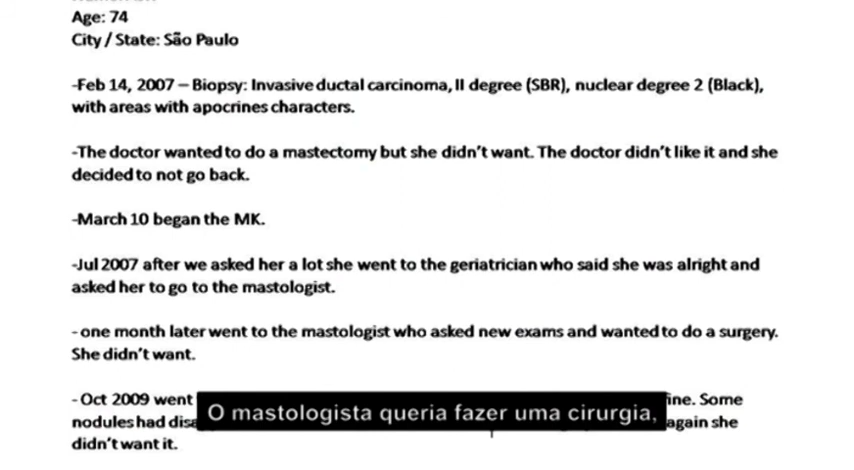 Age: 74
City / State: São Paulo
-Feb 14, 2007 – Biopsy: Invasive ductal carcinoma, II degree (SBR), nuclear degree 2 (Black),
with areas with apocrines characters.
-The doctor wanted to do a mastectomy but she didn't want. The doctor didn't like it and she
decided to not go back.
-March 10 began the MK.
-Jul 2007 after we asked her a lot she went to the geriatrician who said she was alright and
asked her to go to the mastologist.
- one month later went to the mastologist who asked new exams and wanted to do a surgery.
She didn't want.
- Oct 2009 went ine. Some
nodules had disa again she
didn't want it.
O mastologista queria fazer uma cirurgia,